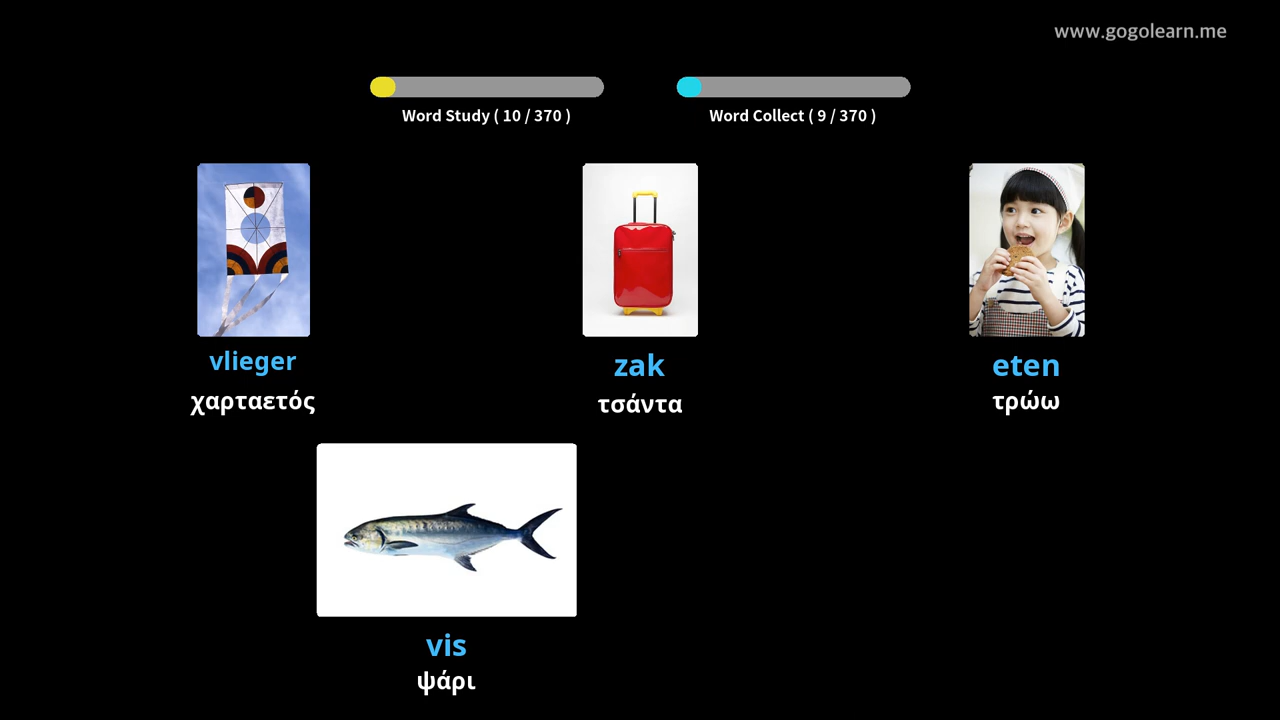 www.gogolearn.me
Word Study ( 10 / 370 )
Word Collect ( 9 / 370 )
vlieger
χαρταετός
zak
τσάντα
eten
τρώω
vis
ψάρι